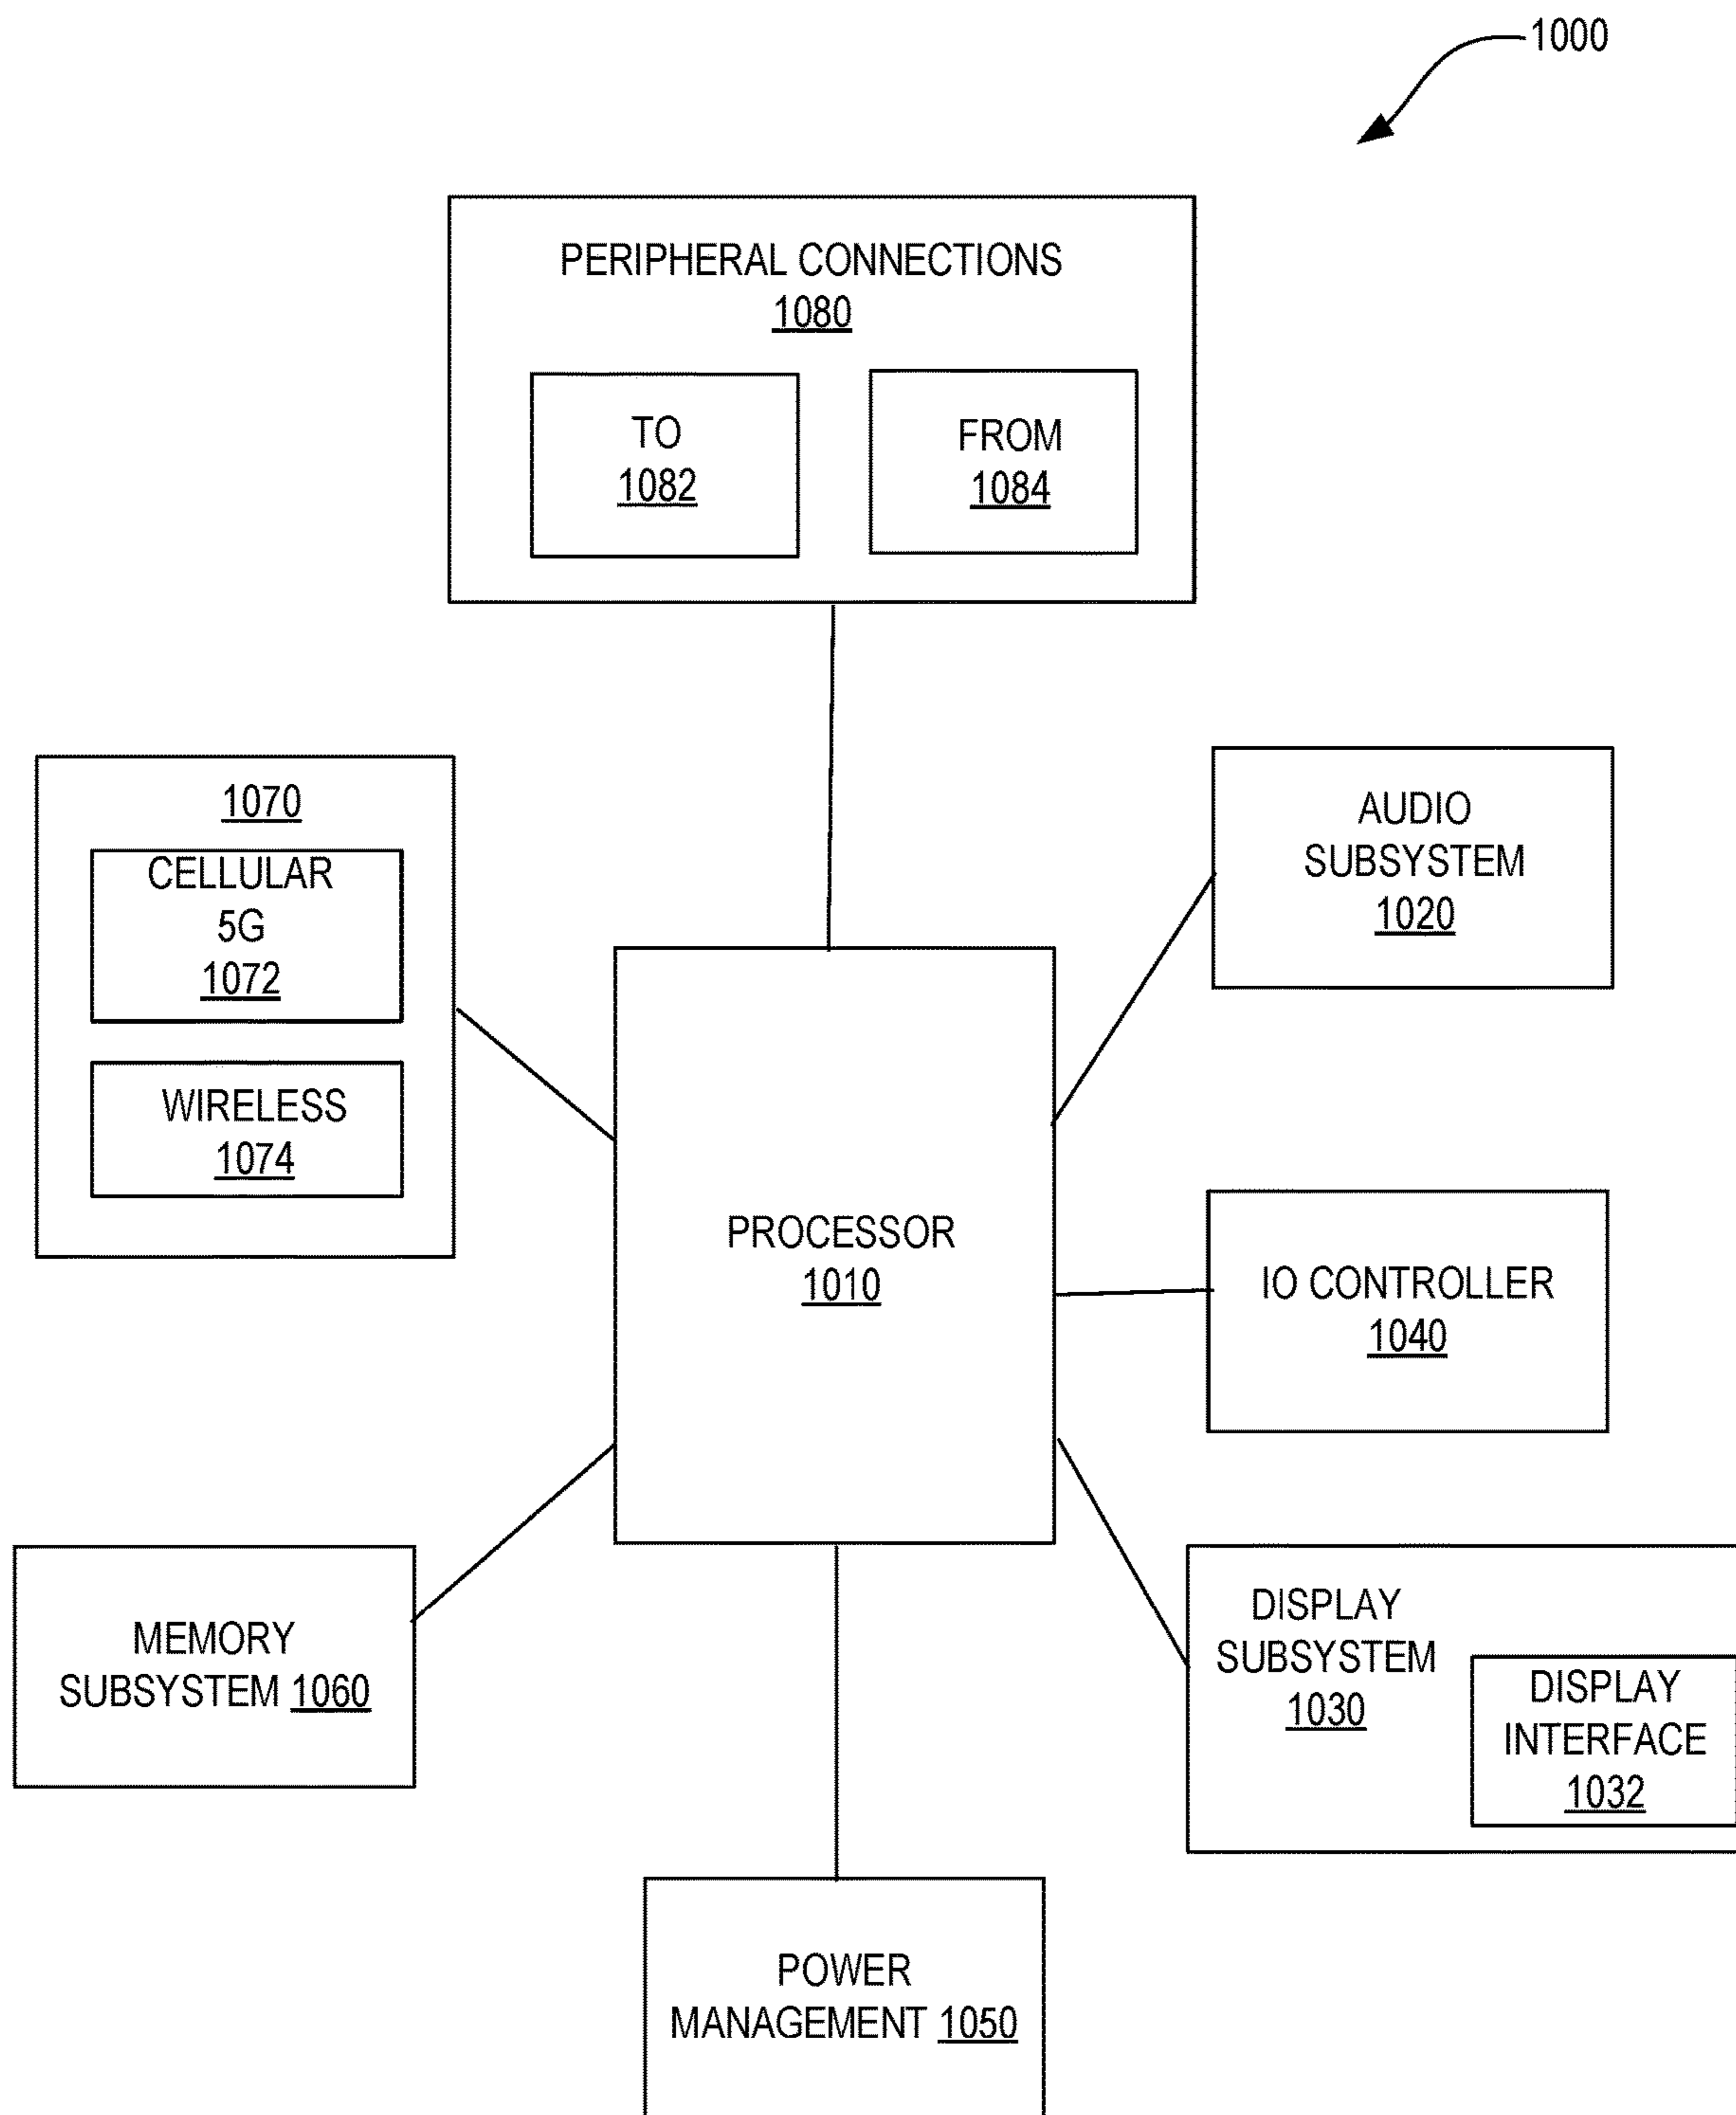 1000
PERIPHERAL CONNECTIONS
1080
TO
1082
FROM
1084
1070
CELLULAR
5G
1072
WIRELESS
1074
AUDIO
SUBSYSTEM
1020
PROCESSOR
1010
IO CONTROLLER
1040
MEMORY
SUBSYSTEM 1060
DISPLAY
SUBSYSTEM
1030
DISPLAY
INTERFACE
1032
POWER
MANAGEMENT 1050